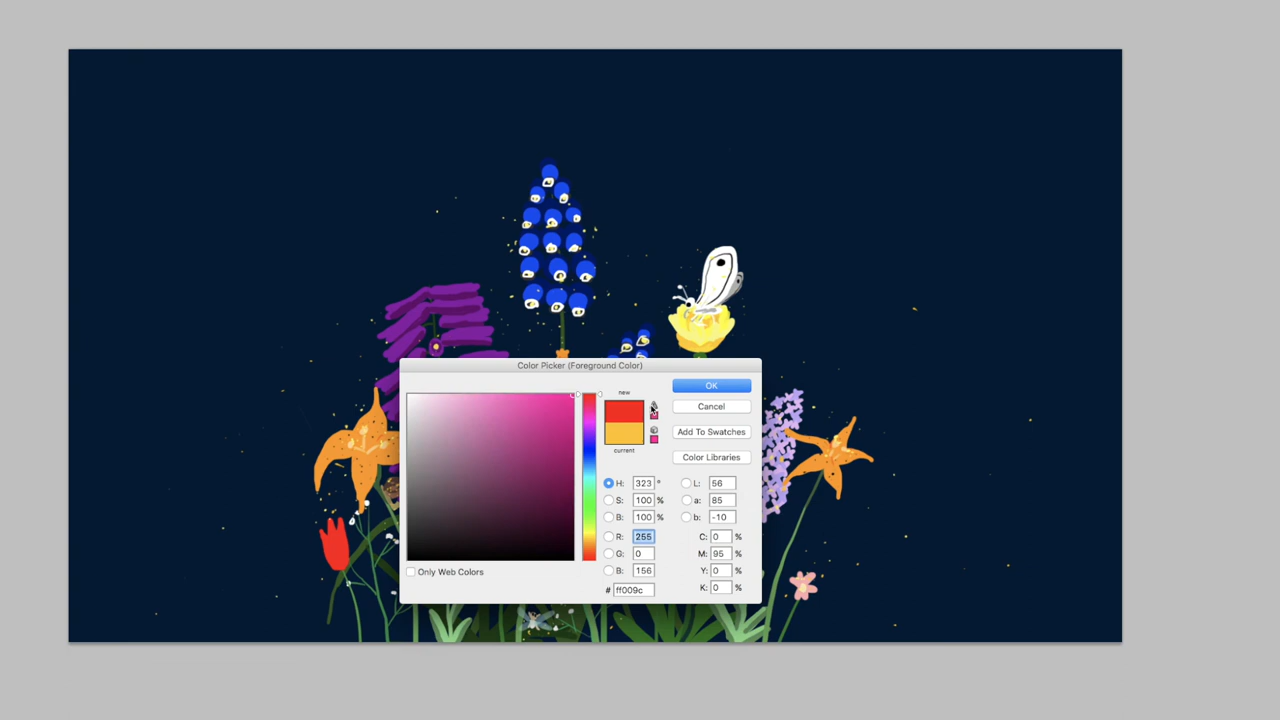 Color Picker (Foreground Color)
new
current
OK
Cancel
Add To Swatches
Color Libraries
H: 323 °
S: 100 %
B: 100 %
R: 255
G: 0
B: 156
# ff009c
L: 56
a: 85
b: -10
C: 0 %
M: 95 %
Y: 0 %
K: 0 %
Only Web Colors